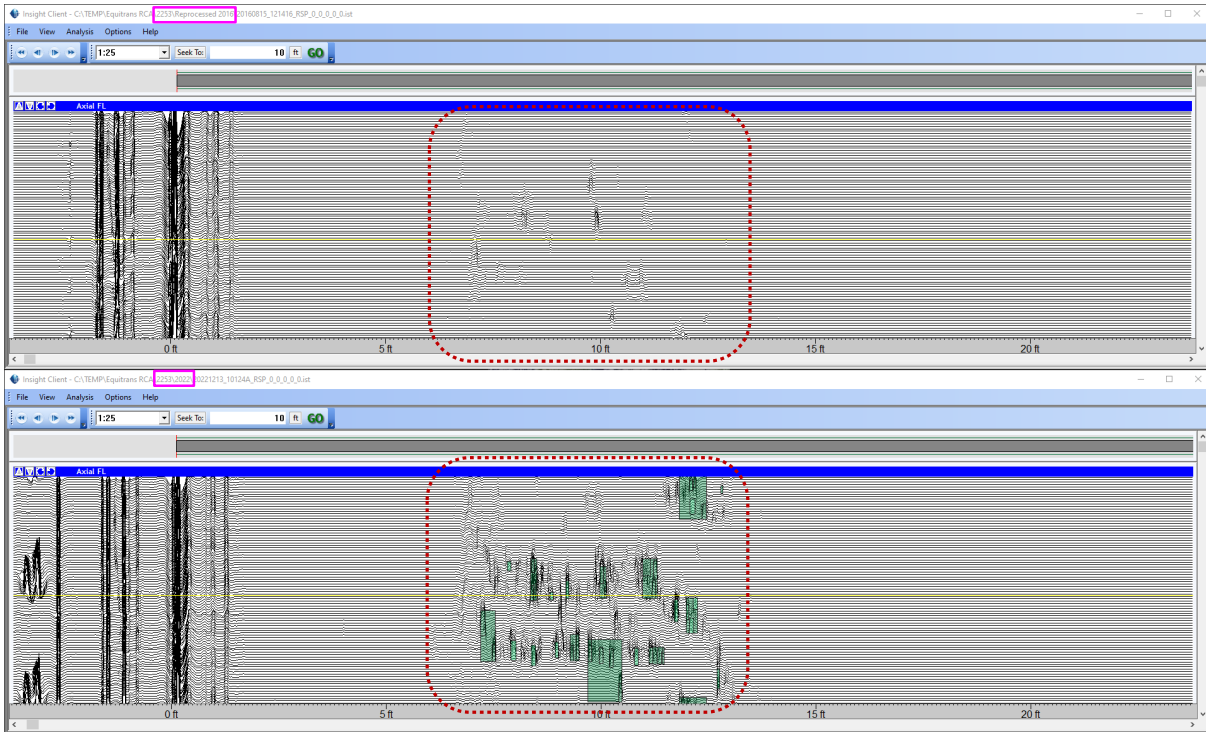 Insight Client - C:\TEMP\Equitrans RCA\2253\Reprocessed 2016\20160815_121416_RSP_0_0_0_0_0.ist
File View Analysis Options Help
1:25 Seek To: 10 ft GO
Axial FL
0 ft 5 ft 10 ft 15 ft 20 ft
Insight Client - C:\TEMP\Equitrans RCA\2253\2022\20221213_10124A_RSP_0_0_0_0_0.ist
File View Analysis Options Help
1:25 Seek To: 10 ft GO
Axial FL
0 ft 5 ft 10 ft 15 ft 20 ft